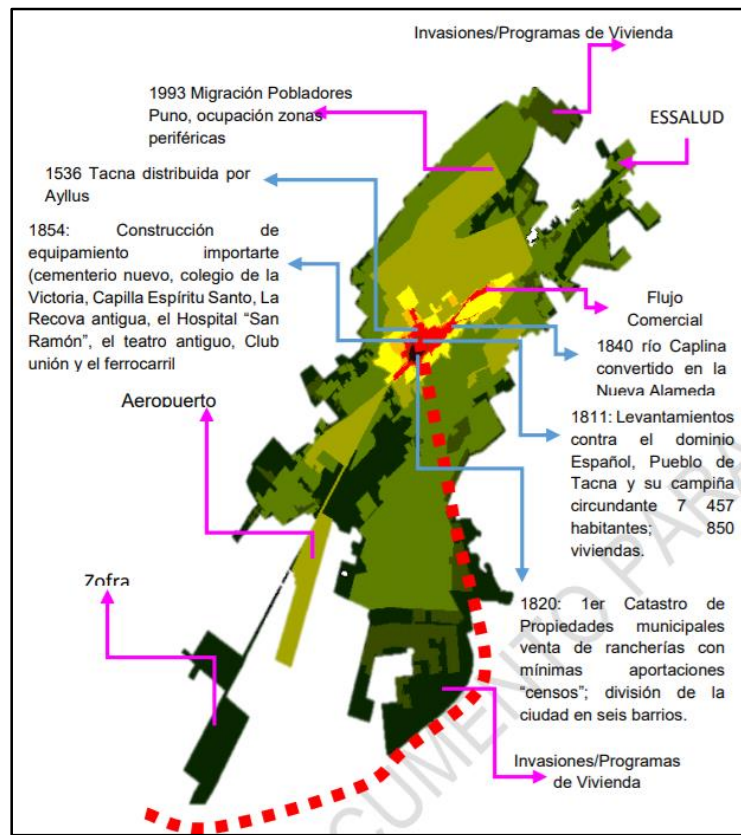 Invasiones/Programas de Vivienda
1993 Migración Pobladores
Puno, ocupación zonas
periféricas
ESSALUD
1536 Tacna distribuida por
Ayllus
1854: Construcción de
equipamiento importarte
(cementerio nuevo, colegio de la
Victoria, Capilla Espíritu Santo, La
Recova antigua, el Hospital “San
Ramón”, el teatro antiguo, Club
unión y el ferrocarril
Flujo
Comercial
1840 río Caplina
convertido en la
Nueva Alameda
Aeropuerto
1811: Levantamientos
contra el dominio
Español, Pueblo de
Tacna y su campiña
circundante 7 457
habitantes; 850
viviendas.
Zofra
1820: 1er Catastro de
Propiedades municipales
venta de rancherías con
mínimas aportaciones
“censos”; división de la
ciudad en seis barrios.
Invasiones/Programas
de Vivienda
CUMENTO PARA